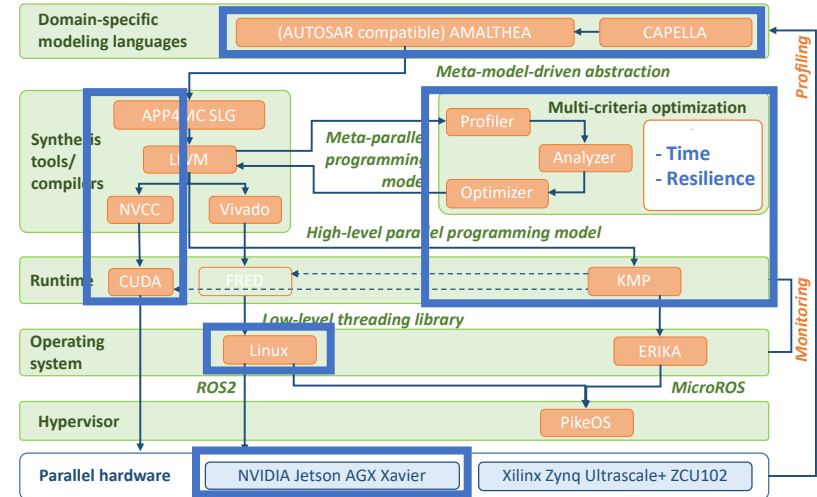 Domain-specific
modeling languages
(AUTOSAR compatible) AMALTHEA
CAPELLA
Meta-model-driven abstraction
Profiling
Synthesis
tools/
compilers
APP4MC SLG
LLVM
NVCC
Vivado
Meta-parallel
programming
model
Multi-criteria optimization
Profiler
Analyzer
Optimizer
- Time
- Resilience
High-level parallel programming model
Runtime
CUDA
FRED
KMP
Low-level threading library
Monitoring
Operating
system
Linux
ERIKA
ROS2
MicroROS
Hypervisor
PikeOS
Parallel hardware
NVIDIA Jetson AGX Xavier
Xilinx Zynq Ultrascale+ ZCU102